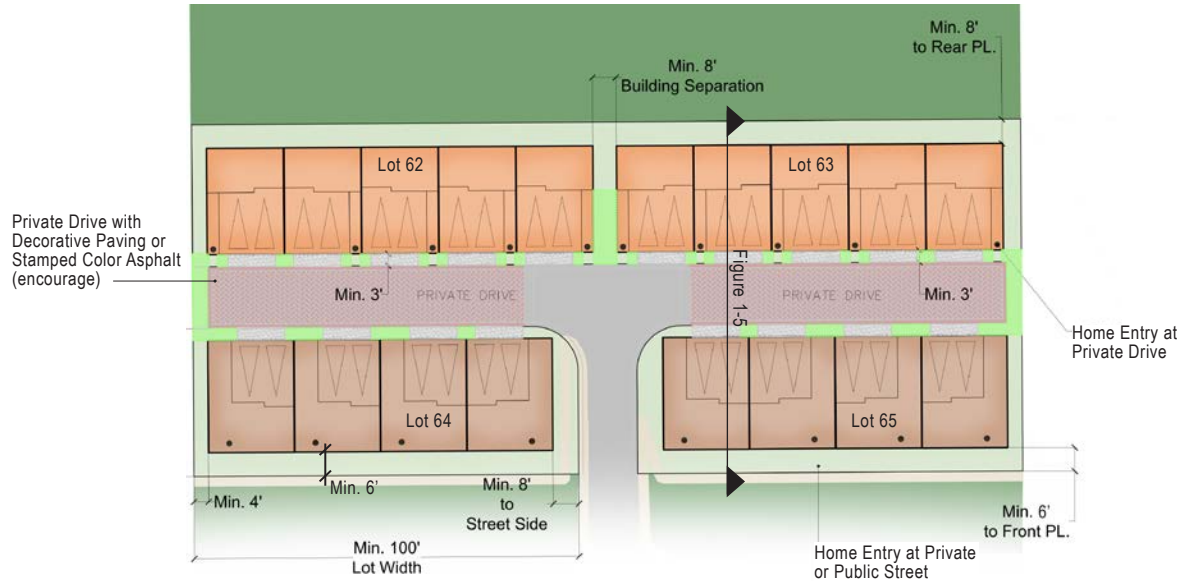 Min. 8'
to Rear PL.
Min. 8'
Building Separation
Lot 62
Lot 63
Private Drive with
Decorative Paving or
Stamped Color Asphalt
(encourage)
Min. 3'
PRIVATE DRIVE
Figure 1-5
PRIVATE DRIVE
Min. 3'
Home Entry at
Private Drive
Lot 64
Lot 65
Min. 4'
Min. 6'
Min. 8'
to
Street Side
Min. 6'
to Front PL.
Min. 100'
Lot Width
Home Entry at Private
or Public Street